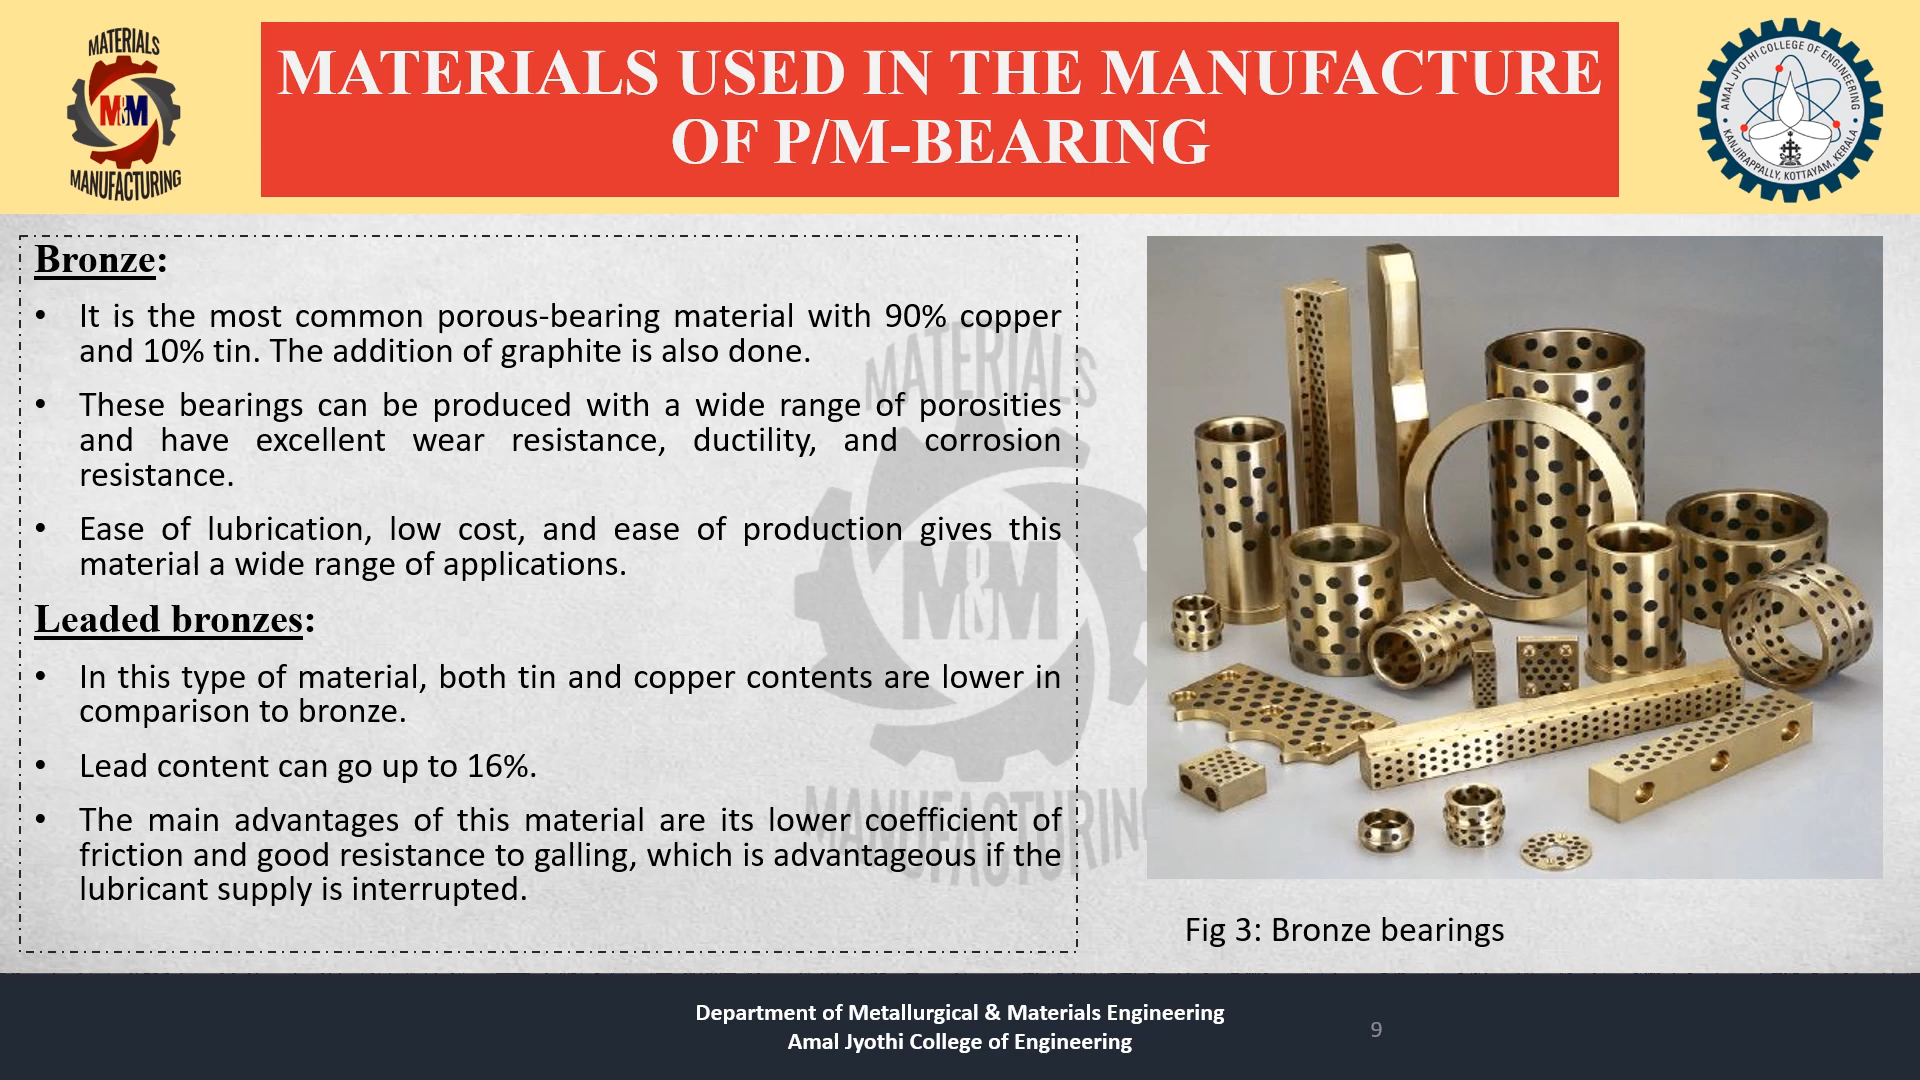 MATERIALS
M&M
MANUFACTURING
MATERIALS USED IN THE MANUFACTURE
OF P/M-BEARING
AMAL JYOTHI COLLEGE OF ENGINEERING
KANJIRAPPALLY, KOTTAYAM, KERALA
Bronze:
• It is the most common porous-bearing material with 90% copper
and 10% tin. The addition of graphite is also done.
• These bearings can be produced with a wide range of porosities
and have excellent wear resistance, ductility, and corrosion
resistance.
• Ease of lubrication, low cost, and ease of production gives this
material a wide range of applications.
Leaded bronzes:
• In this type of material, both tin and copper contents are lower in
comparison to bronze.
• Lead content can go up to 16%.
• The main advantages of this material are its lower coefficient of
friction and good resistance to galling, which is advantageous if the
lubricant supply is interrupted.
MATERIALS
M&M
MANUFACTURING
Fig 3: Bronze bearings
Department of Metallurgical & Materials Engineering
Amal Jyothi College of Engineering
9